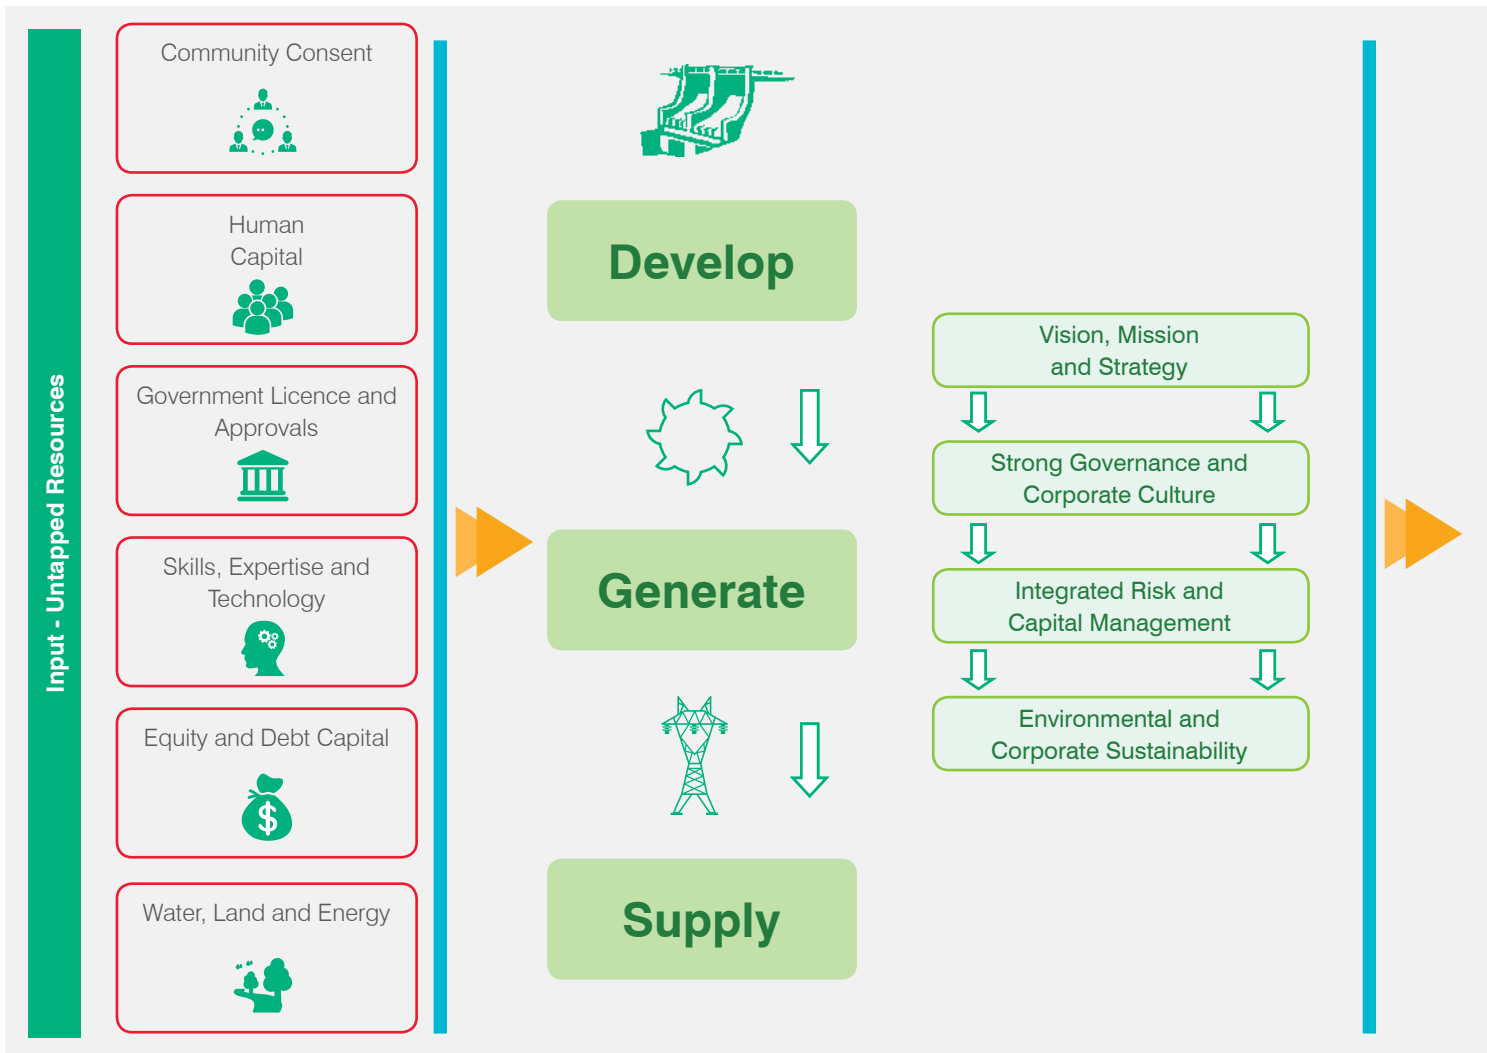 Input - Untapped Resources
Community Consent
Human
Capital
Government Licence and
Approvals
Skills, Expertise and
Technology
Equity and Debt Capital
$
Water, Land and Energy
Develop
Generate
Supply
Vision, Mission
and Strategy
Strong Governance and
Corporate Culture
Integrated Risk and
Capital Management
Environmental and
Corporate Sustainability